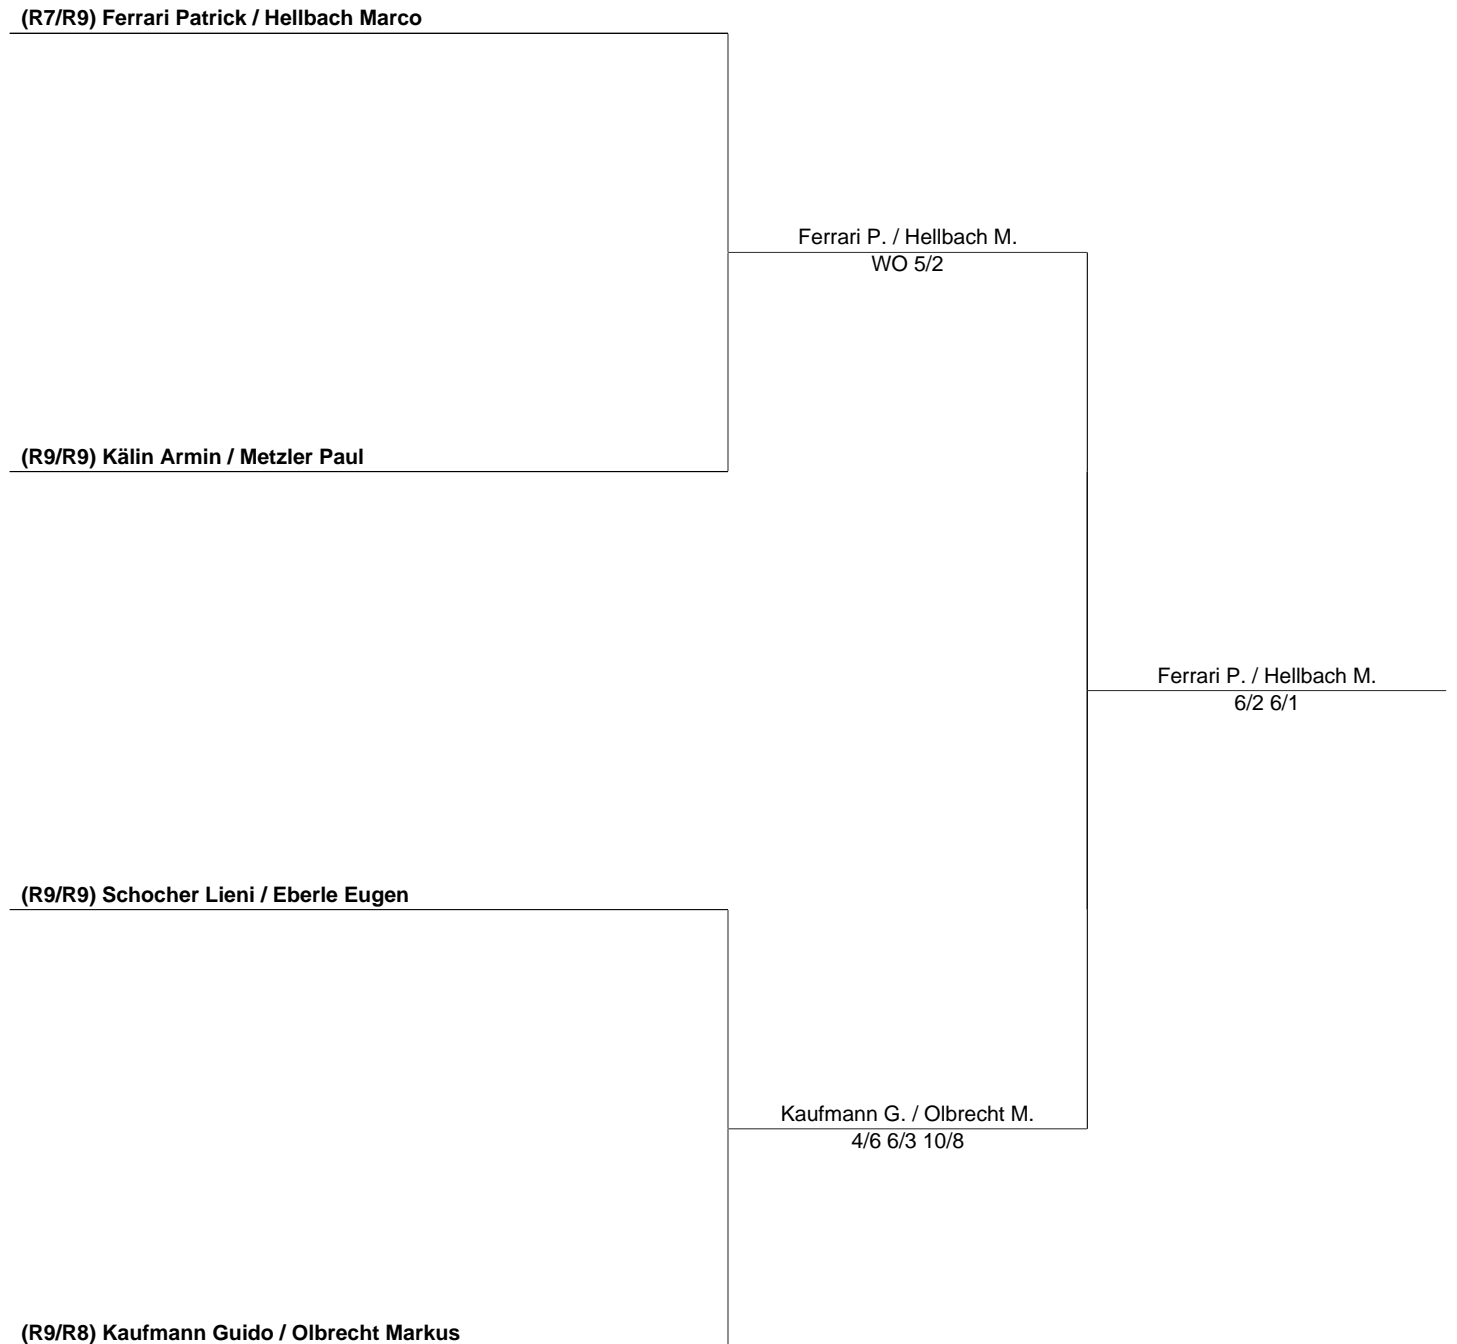 (R7/R9) Ferrari Patrick / Hellbach Marco
Ferrari P. / Hellbach M.
WO 5/2
(R9/R9) Kälin Armin / Metzler Paul
Ferrari P. / Hellbach M.
6/2 6/1
(R9/R9) Schocher Lieni / Eberle Eugen
Kaufmann G. / Olbrecht M.
4/6 6/3 10/8
(R9/R8) Kaufmann Guido / Olbrecht Markus